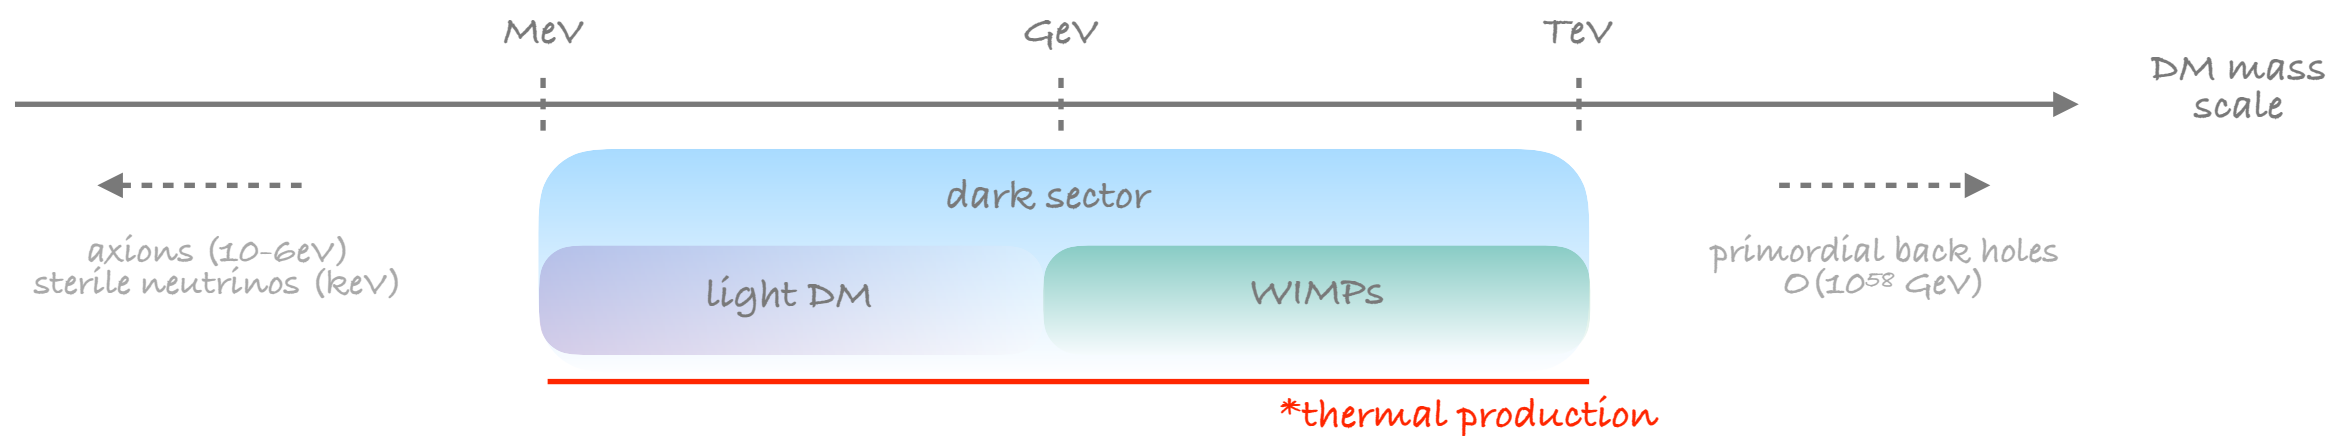 MeV
GeV
TeV
DM mass
scale
dark sector
axions (10-6eV)
sterile neutrinos (keV)
primordial back holes
O(10⁵⁸ GeV)
light DM
WIMPs
*thermal production